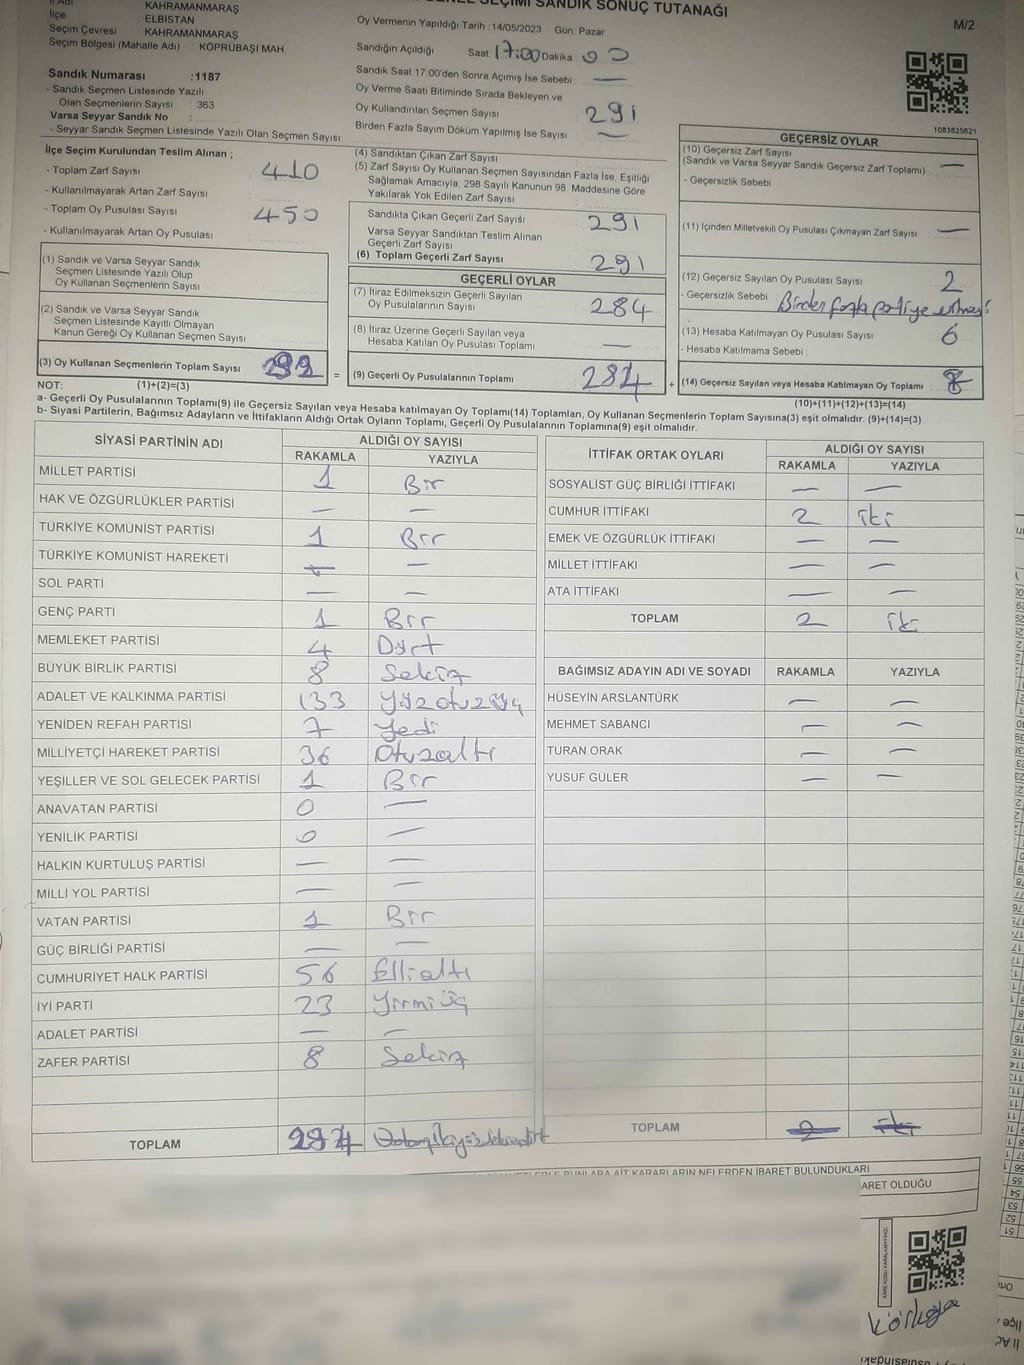 SEÇİMİ SANDIK SONUÇ TUTANAĞI
M/2
İl Adı KAHRAMANMARAŞ
İlçe ELBİSTAN
Seçim Çevresi KAHRAMANMARAŞ
Seçim Bölgesi (Mahalle Adı) : KÖPRÜBAŞI MAH
Oy Vermenin Yapıldığı Tarih : 14/05/2023 Gün: Pazar
Sandığın Açıldığı Saat 17:00 Dakika : 00
Sandık Saat 17:00'den Sonra Açımış İse Sebebi : —
Oy Verme Saati Bitiminde Sırada Bekleyen ve
Oy Kullandırılan Seçmen Sayısı 291
Birden Fazla Sayım Döküm Yapılmış İse Sayısı : —
Sandık Numarası :1187
- Sandık Seçmen Listesinde Yazılı
Olan Seçmenlerin Sayısı : 363
Varsa Seyyar Sandık No :
- Seyyar Sandık Seçmen Listesinde Yazılı Olan Seçmen Sayısı
İlçe Seçim Kurulundan Teslim Alınan ;
- Toplam Zarf Sayısı 410
- Kullanılmayarak Artan Zarf Sayısı
- Toplam Oy Pusulası Sayısı 450
- Kullanılmayarak Artan Oy Pusulası
(1) Sandık ve Varsa Seyyar Sandık
Seçmen Listesinde Yazılı Olup
Oy Kullanan Seçmenlerin Sayısı
(2) Sandık ve Varsa Seyyar Sandık
Seçmen Listesinde Kayıtlı Olmayan
Kanun Gereği Oy Kullanan Seçmen Sayısı
(3) Oy Kullanan Seçmenlerin Toplam Sayısı =
NOT: (1)+(2)=(3)
(4) Sandıktan Çıkan Zarf Sayısı
(5) Zarf Sayısı Oy Kullanan Seçmen Sayısından Fazla İse, Eşitliği
Sağlamak Amacıyla, 298 Sayılı Kanunun 98. Maddesine Göre
Yakılarak Yok Edilen Zarf Sayısı
Sandıkta Çıkan Geçerli Zarf Sayısı 291
Varsa Seyyar Sandıktan Teslim Alınan
Geçerli Zarf Sayısı
(6) Toplam Geçerli Zarf Sayısı 291
GEÇERLİ OYLAR
(7) İtiraz Edilmeksizin Geçerli Sayılan
Oy Pusulalarının Sayısı 284
(8) İtiraz Üzerine Geçerli Sayılan veya
Hesaba Katılan Oy Pusulası Toplamı —
(9) Geçerli Oy Pusulalarının Toplamı 284 +
1083825621
GEÇERSİZ OYLAR
(10) Geçersiz Zarf Sayısı
(Sandık ve Varsa Seyyar Sandık Geçersiz Zarf Toplamı) —
- Geçersizlik Sebebi :
(11) İçinden Milletvekili Oy Pusulası Çıkmayan Zarf Sayısı —
(12) Geçersiz Sayılan Oy Pusulası Sayısı 2
- Geçersizlik Sebebi Birden fazla partiye
(13) Hesaba Katılmayan Oy Pusulası Sayısı 6
- Hesaba Katılmama Sebebi :
(14) Geçersiz Sayılan veya Hesaba Katılmayan Oy Toplamı 8
(10)+(11)+(12)+(13)=(14)
a- Geçerli Oy Pusulalarının Toplamı(9) ile Geçersiz Sayılan veya Hesaba katılmayan Oy Toplamı(14) Toplamları, Oy Kullanan Seçmenlerin Toplam Sayısına(3) eşit olmalıdır. (9)+(14)=(3)
b- Siyasi Partilerin, Bağımsız Adayların ve İttifakların Aldığı Ortak Oyların Toplamı, Geçerli Oy Pusulalarının Toplamına(9) eşit olmalıdır.
SİYASİ PARTİNİN ADI ALDIĞI OY SAYISI
RAKAMLA YAZIYLA
MİLLET PARTİSİ 1 Bir
HAK VE ÖZGÜRLÜKLER PARTİSİ — —
TÜRKİYE KOMÜNİST PARTİSİ 1 Bir
TÜRKİYE KOMÜNİST HAREKETİ — —
SOL PARTİ — —
GENÇ PARTİ 1 Bir
MEMLEKET PARTİSİ 4 Dört
BÜYÜK BİRLİK PARTİSİ 8 Sekiz
ADALET VE KALKINMA PARTİSİ 133 Yüzotuzüç
YENİDEN REFAH PARTİSİ 7 Yedi
MİLLİYETÇİ HAREKET PARTİSİ 36 Otuzaltı
YEŞİLLER VE SOL GELECEK PARTİSİ 1 Bir
ANAVATAN PARTİSİ 0 —
YENİLİK PARTİSİ 0 —
HALKIN KURTULUŞ PARTİSİ — —
MİLLİ YOL PARTİSİ — —
VATAN PARTİSİ 1 Bir
GÜÇ BİRLİĞİ PARTİSİ — —
CUMHURİYET HALK PARTİSİ 56 Ellialtı
İYİ PARTİ 23 Yirmiüç
ADALET PARTİSİ — —
ZAFER PARTİSİ 8 Sekiz
TOPLAM
İTTİFAK ORTAK OYLARI ALDIĞI OY SAYISI
RAKAMLA YAZIYLA
SOSYALİST GÜÇ BİRLİĞİ İTTİFAKI — —
CUMHUR İTTİFAKI 2 iki
EMEK VE ÖZGÜRLÜK İTTİFAKI — —
MİLLET İTTİFAKI — —
ATA İTTİFAKI — —
TOPLAM 2 iki
BAĞIMSIZ ADAYIN ADI VE SOYADI RAKAMLA YAZIYLA
HÜSEYİN ARSLANTÜRK — —
MEHMET SABANCI — —
TURAN ORAK — —
YUSUF GÜLER — —
TOPLAM 2 iki
BUNLARA AİT KARARLARIN NELERDEN İBARET BULUNDUKLARI
ARET OLDUĞU